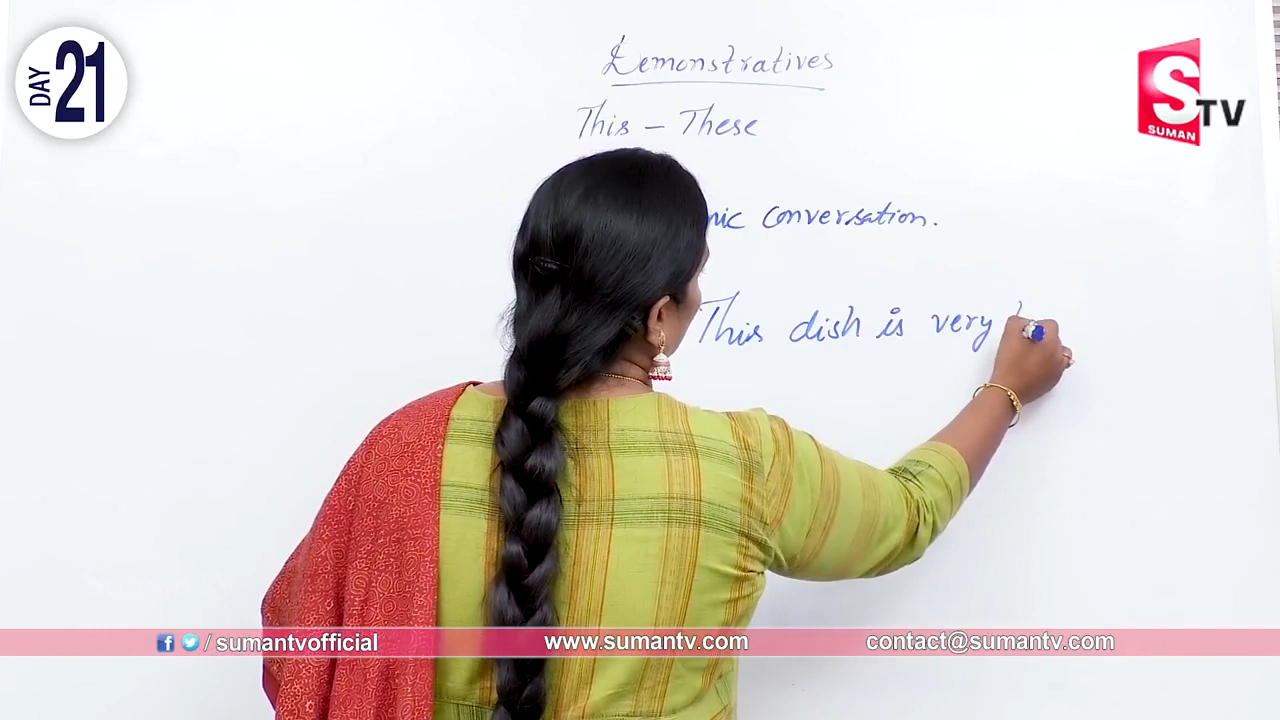 DAY 21
Demonstratives
S TV
SUMAN
This – These
conversation.
This dish is very
/ sumantvofficial
www.sumantv.com
contact@sumantv.com